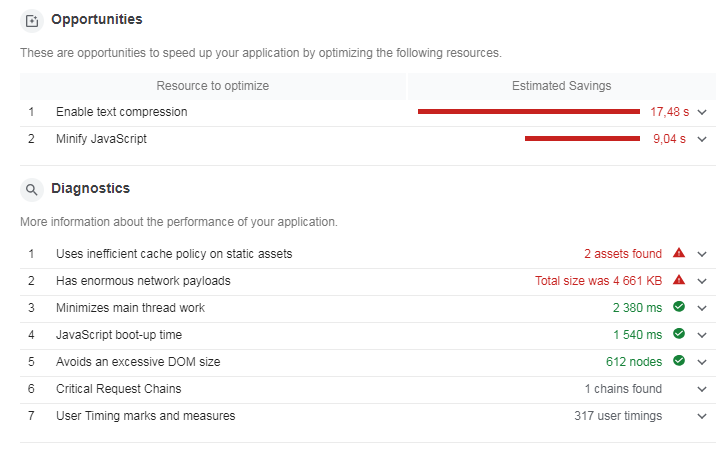 Opportunities
These are opportunities to speed up your application by optimizing the following resources.
Resource to optimize Estimated Savings
1 Enable text compression 17,48 s
2 Minify JavaScript 9,04 s
Diagnostics
More information about the performance of your application.
1 Uses inefficient cache policy on static assets 2 assets found
2 Has enormous network payloads Total size was 4 661 KB
3 Minimizes main thread work 2 380 ms
4 JavaScript boot-up time 1 540 ms
5 Avoids an excessive DOM size 612 nodes
6 Critical Request Chains 1 chains found
7 User Timing marks and measures 317 user timings